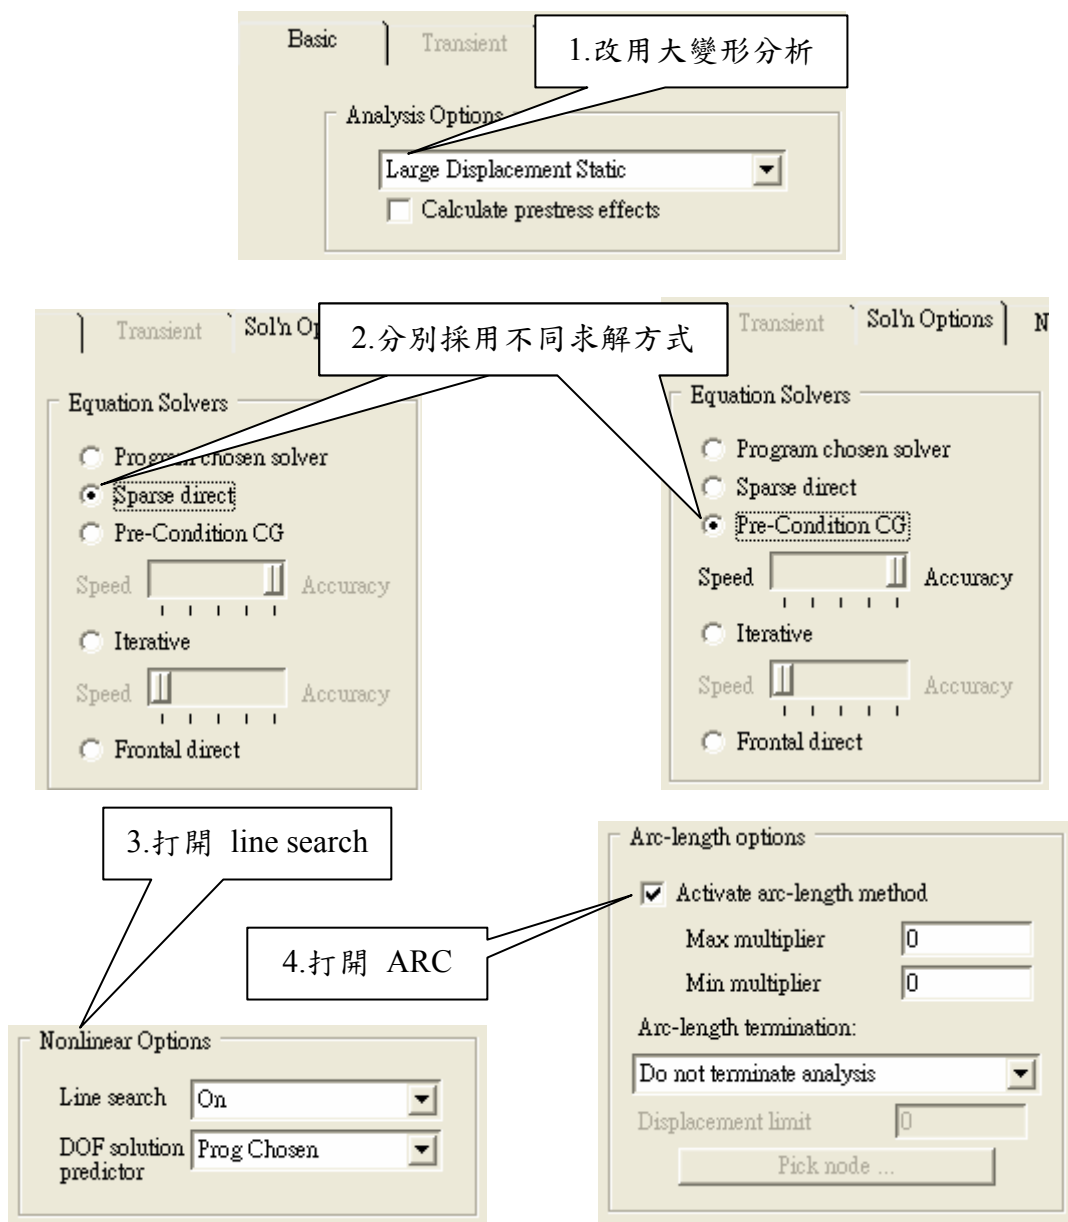 Basic
Transient
1.改用大變形分析
Analysis Options
Large Displacement Static
Calculate prestress effects
Transient
Sol'n Op
2.分別採用不同求解方式
Transient
Sol'n Options
N
Equation Solvers
Program chosen solver
Sparse direct
Pre-Condition CG
Speed
Accuracy
Iterative
Speed
Accuracy
Frontal direct
Equation Solvers
Program chosen solver
Sparse direct
Pre-Condition CG
Speed
Accuracy
Iterative
Speed
Accuracy
Frontal direct
3.打開 line search
4.打開 ARC
Nonlinear Options
Line search
On
DOF solution
predictor
Prog Chosen
Arc-length options
Activate arc-length method
Max multiplier
0
Min multiplier
0
Arc-length termination:
Do not terminate analysis
Displacement limit
0
Pick node ...